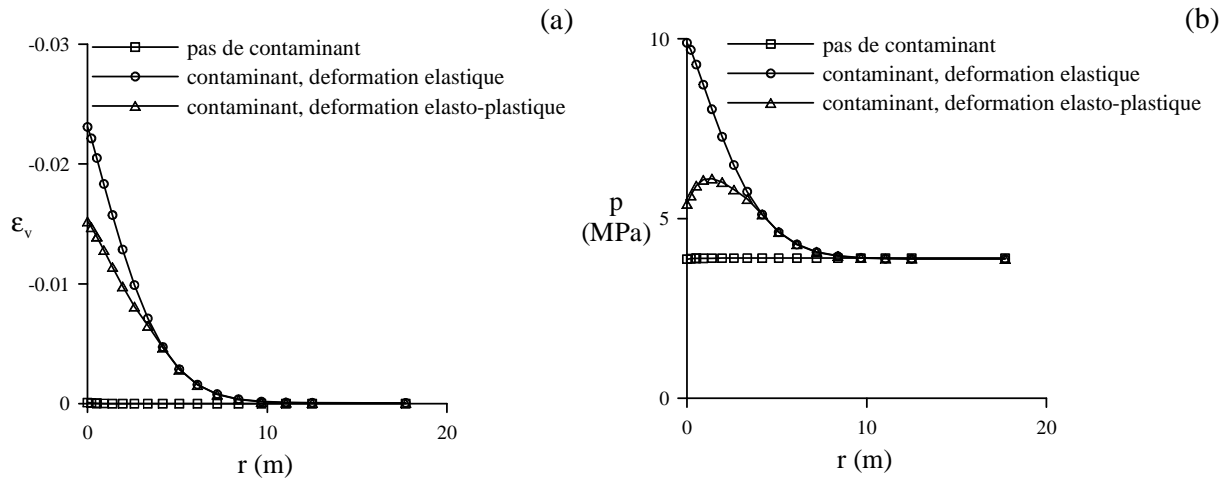 (a)
-0.03
pas de contaminant
contaminant, deformation elastique
contaminant, deformation elasto-plastique
-0.02
εv
-0.01
0
0
10
20
r (m)
(b)
10
pas de contaminant
contaminant, deformation elastique
contaminant, deformation elasto-plastique
p
(MPa)
5
0
0
10
20
r (m)